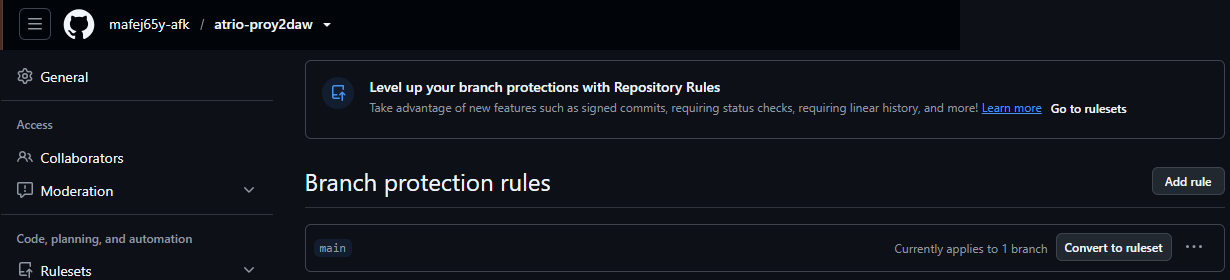 mafej65y-afk / atrio-proy2daw
General
Access
Collaborators
Moderation
Code, planning, and automation
Rulesets
Level up your branch protections with Repository Rules
Take advantage of new features such as signed commits, requiring status checks, requiring linear history, and more! Learn more Go to rulesets
Branch protection rules Add rule
main Currently applies to 1 branch Convert to ruleset ...